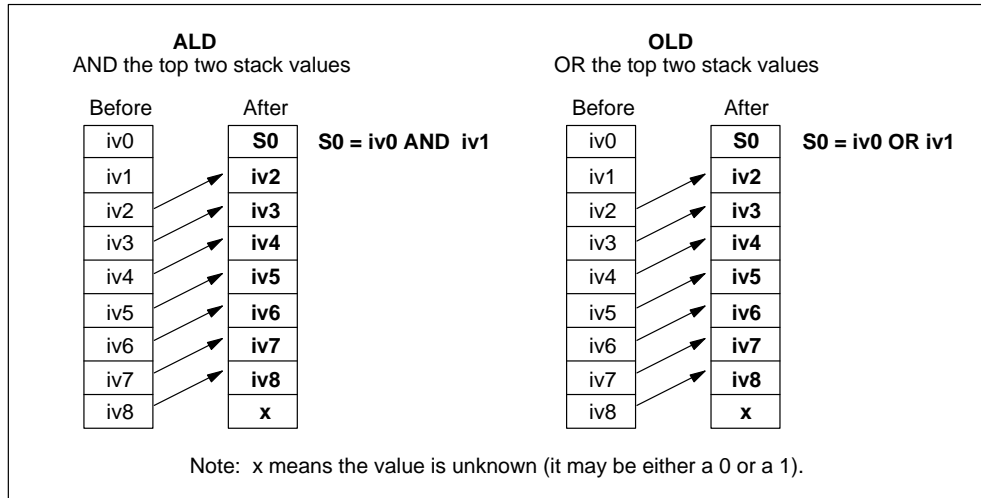 ALD OLD
AND the top two stack values OR the top two stack values
Before After Before After
iv0 S0 S0 = iv0 AND iv1 iv0 S0 S0 = iv0 OR iv1
iv1 iv2 iv1 iv2
iv2 iv3 iv2 iv3
iv3 iv4 iv3 iv4
iv4 iv5 iv4 iv5
iv5 iv6 iv5 iv6
iv6 iv7 iv6 iv7
iv7 iv8 iv7 iv8
iv8 x iv8 x
Note: x means the value is unknown (it may be either a 0 or a 1).